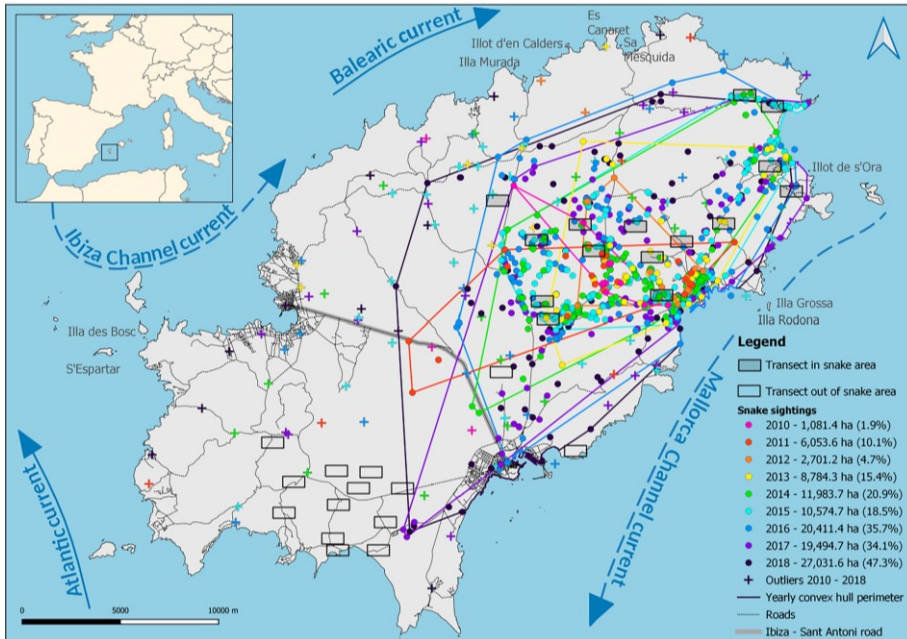 Es
Canaret
Sa
Mesquida
Illot d'en Calders
Illa Murada
Balearic current
Illot de s'Ora
Ibiza Channel current
Illa Grossa
Illa Rodona
Illa des Bosc
S'Espartar
Mallorca Channel current
Atlantic current
Legend
Transect in snake area
Transect out of snake area
Snake sightings
2010 - 1,081.4 ha (1.9%)
2011 - 6,053.6 ha (10.1%)
2012 - 2,701.2 ha (4.7%)
2013 - 8,784.3 ha (15.4%)
2014 - 11,983.7 ha (20.9%)
2015 - 10,574.7 ha (18.5%)
2016 - 20,411.4 ha (35.7%)
2017 - 19,494.7 ha (34.1%)
2018 - 27,031.6 ha (47.3%)
Outliers 2010 - 2018
Yearly convex hull perimeter
Roads
Ibiza - Sant Antoni road
0 5000 10000 m